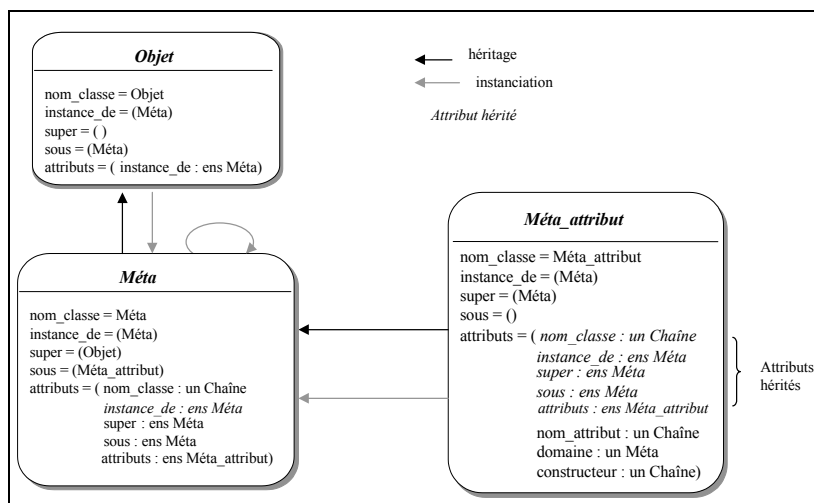 Objet
nom_classe = Objet
instance_de = (Méta)
super = ( )
sous = (Méta)
attributs = ( instance_de : ens Méta)
héritage
instanciation
Attribut hérité
Méta
nom_classe = Méta
instance_de = (Méta)
super = (Objet)
sous = (Méta_attribut)
attributs = ( nom_classe : un Chaîne
instance_de : ens Méta
super : ens Méta
sous : ens Méta
attributs : ens Méta_attribut)
Méta_attribut
nom_classe = Méta_attribut
instance_de = (Méta)
super = (Méta)
sous = ()
attributs = ( nom_classe : un Chaîne
instance_de : ens Méta
super : ens Méta
sous : ens Méta
attributs : ens Méta_attribut
nom_attribut : un Chaîne
domaine : un Méta
constructeur : un Chaîne)
Attributs
hérités